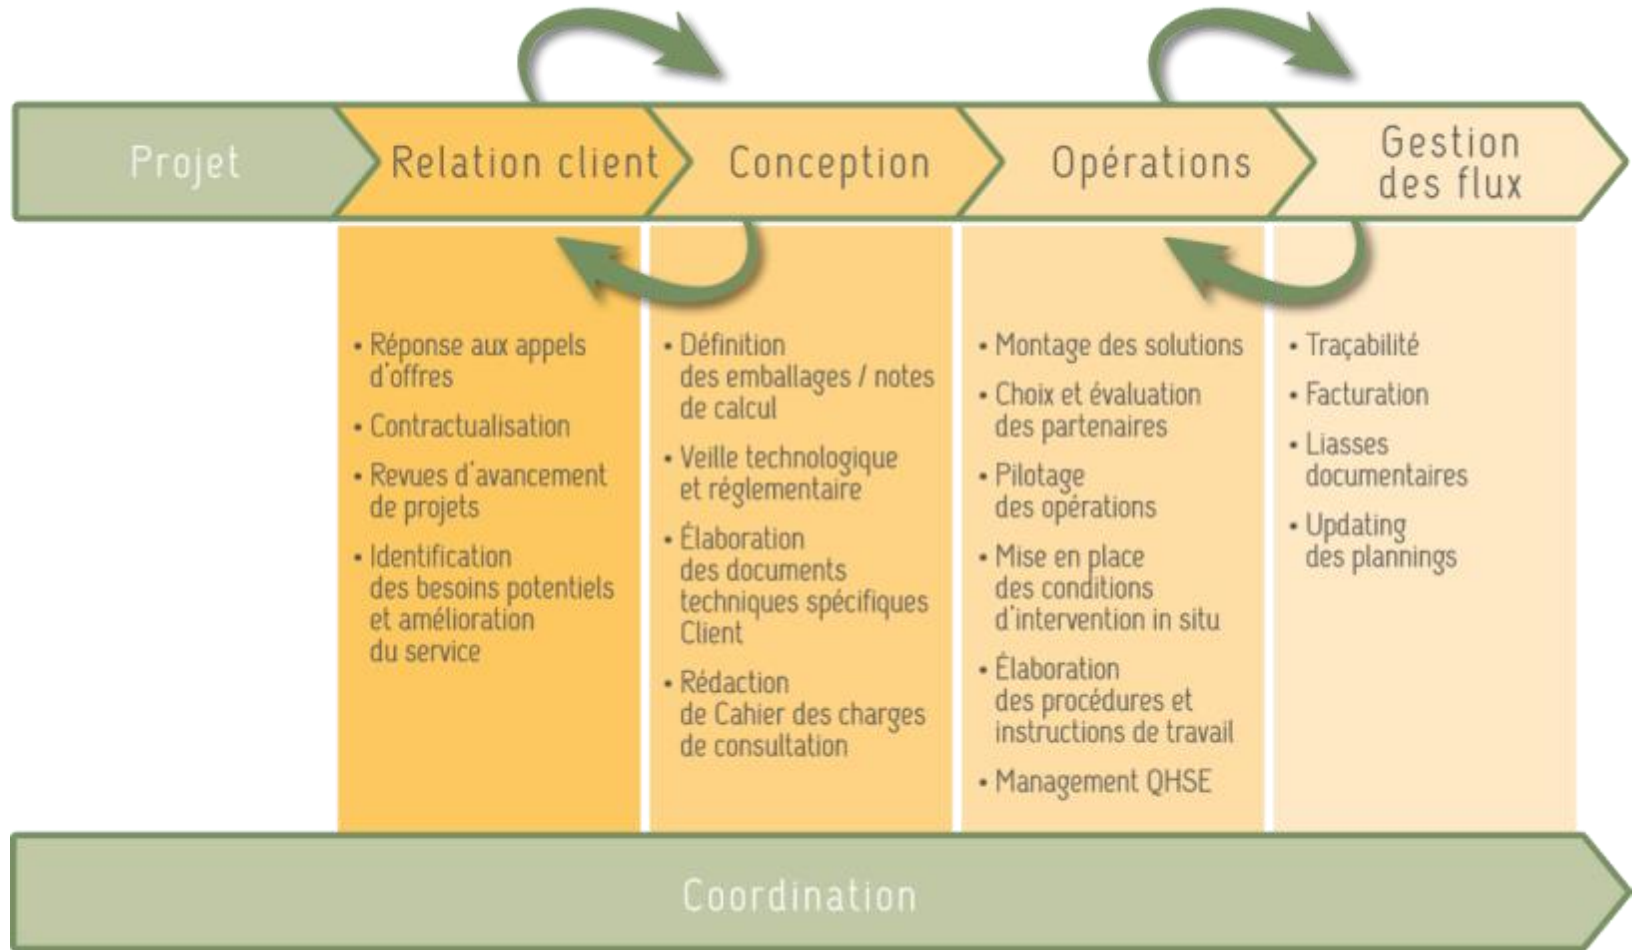 Projet
Relation client
Conception
Opérations
Gestion
des flux
• Réponse aux appels
d'offres
• Contractualisation
• Revues d'avancement
de projets
• Identification
des besoins potentiels
et amélioration
du service
• Définition
des emballages / notes
de calcul
• Veille technologique
et réglementaire
• Élaboration
des documents
techniques spécifiques
Client
• Rédaction
de Cahier des charges
de consultation
• Montage des solutions
• Choix et évaluation
des partenaires
• Pilotage
des opérations
• Mise en place
des conditions
d'intervention in situ
• Élaboration
des procédures et
instructions de travail
• Management QHSE
• Traçabilité
• Facturation
• Liasses
documentaires
• Updating
des plannings
Coordination